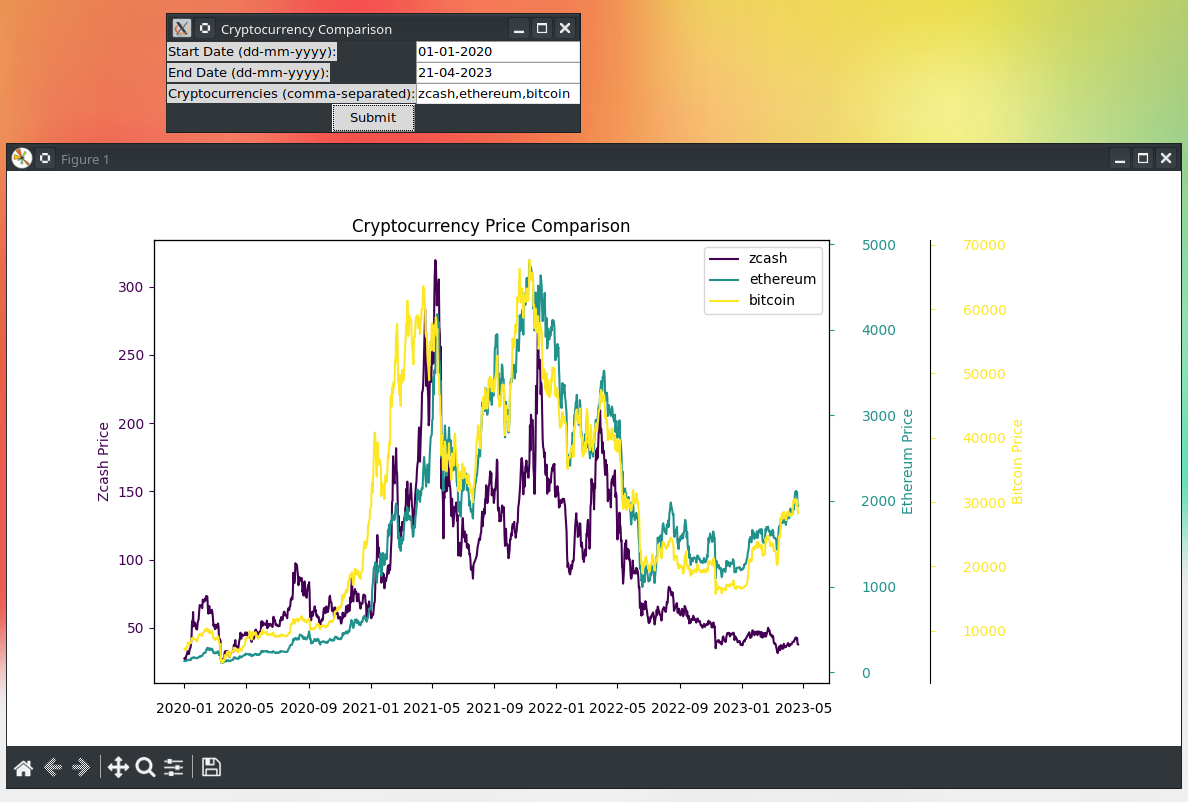 Cryptocurrency Comparison
Start Date (dd-mm-yyyy): 01-01-2020
End Date (dd-mm-yyyy): 21-04-2023
Cryptocurrencies (comma-separated): zcash,ethereum,bitcoin
Submit
Figure 1
Cryptocurrency Price Comparison
zcash
ethereum
bitcoin
Zcash Price
300
250
200
150
100
50
2020-01 2020-05 2020-09 2021-01 2021-05 2021-09 2022-01 2022-05 2022-09 2023-01 2023-05
5000
4000
3000
2000
1000
0
Ethereum Price
70000
60000
50000
40000
30000
20000
10000
Bitcoin Price